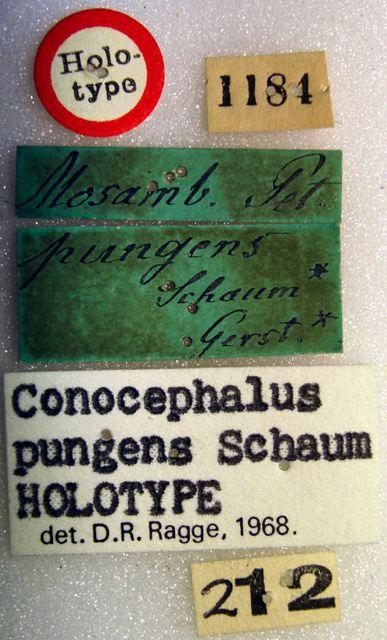 Holo-
type
1184
Mosamb. Pet.
pungens
Schaum *
Gerst. *
Conocephalus
pungens Schaum
HOLOTYPE
det. D.R. Ragge, 1968.
212